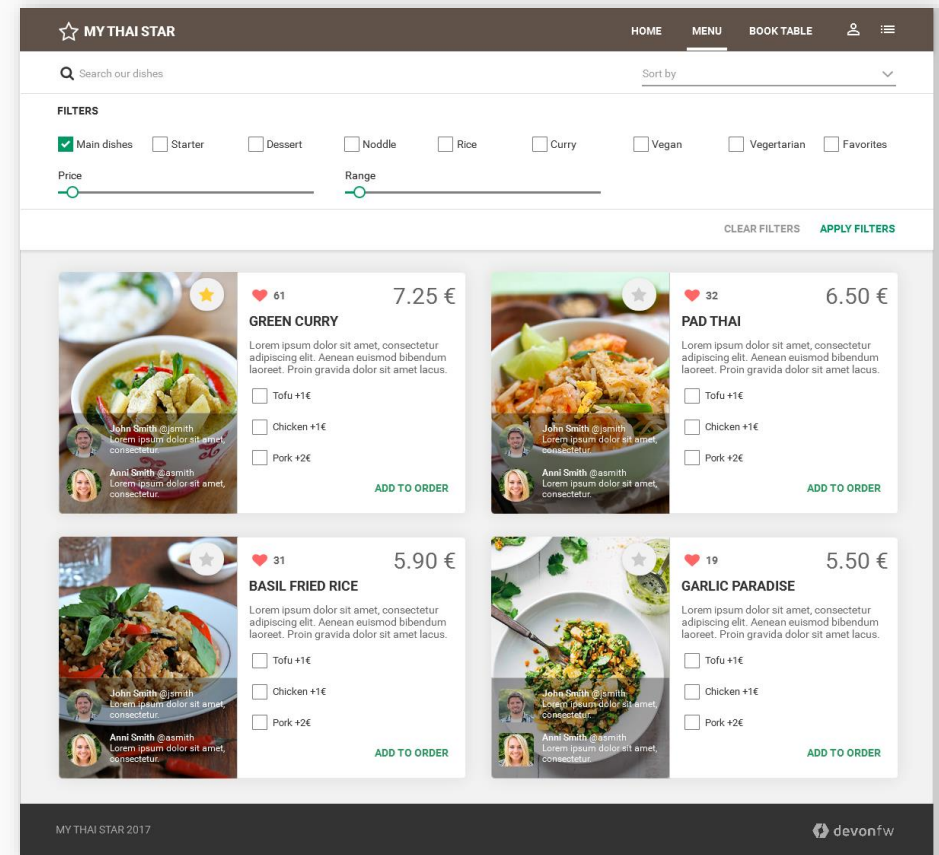 MY THAI STAR
HOME MENU BOOK TABLE
Search our dishes
Sort by
FILTERS
Main dishes Starter Dessert Noddle Rice Curry Vegan Vegertarian Favorites
Price Range
CLEAR FILTERS APPLY FILTERS
61 7.25 €
GREEN CURRY
Lorem ipsum dolor sit amet, consectetur
adipiscing elit. Aenean euismod bibendum
laoreet. Proin gravida dolor sit amet lacus.
Tofu +1€
Chicken +1€
Pork +2€
John Smith @jsmith
Lorem ipsum dolor sit amet,
consectetur.
Anni Smith @asmith
Lorem ipsum dolor sit amet,
consectetur.
ADD TO ORDER
32 6.50 €
PAD THAI
Lorem ipsum dolor sit amet, consectetur
adipiscing elit. Aenean euismod bibendum
laoreet. Proin gravida dolor sit amet lacus.
Tofu +1€
Chicken +1€
Pork +2€
John Smith @jsmith
Lorem ipsum dolor sit amet,
consectetur.
Anni Smith @asmith
Lorem ipsum dolor sit amet,
consectetur.
ADD TO ORDER
31 5.90 €
BASIL FRIED RICE
Lorem ipsum dolor sit amet, consectetur
adipiscing elit. Aenean euismod bibendum
laoreet. Proin gravida dolor sit amet lacus.
Tofu +1€
Chicken +1€
Pork +2€
John Smith @jsmith
Lorem ipsum dolor sit amet,
consectetur.
Anni Smith @asmith
Lorem ipsum dolor sit amet,
consectetur.
ADD TO ORDER
19 5.50 €
GARLIC PARADISE
Lorem ipsum dolor sit amet, consectetur
adipiscing elit. Aenean euismod bibendum
laoreet. Proin gravida dolor sit amet lacus.
Tofu +1€
Chicken +1€
Pork +2€
John Smith @jsmith
Lorem ipsum dolor sit amet,
consectetur.
Anni Smith @asmith
Lorem ipsum dolor sit amet,
consectetur.
ADD TO ORDER
MY THAI STAR 2017
devonfw